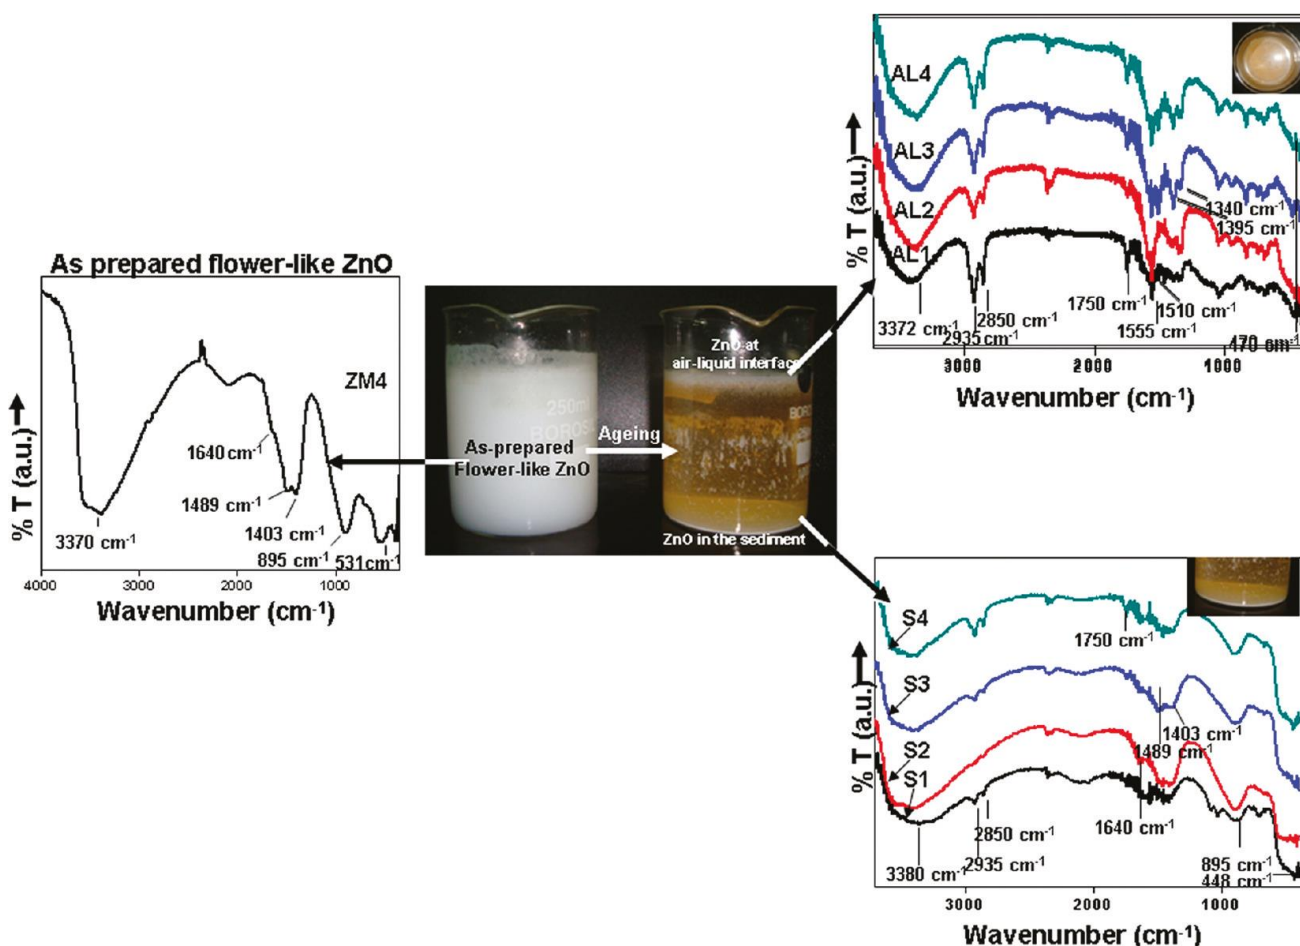 As prepared flower-like ZnO
ZM4
% T (a.u.)
1640 cm-1
1489 cm-1
3370 cm-1
1403 cm-1
895 cm-1
531cm-1
4000 3000 2000 1000
Wavenumber (cm-1)
250ml
As-prepared
Flower-like ZnO
Ageing
ZnO at
air-liquid interface
ZnO in the sediment
AL4
AL3
AL2
AL1
% T (a.u.)
1340 cm-1
1395 cm-1
1750 cm-1
1510 cm-1
2850 cm-1
3372 cm-1
2935 cm-1
1555 cm-1
470 cm-1
3000 2000 1000
Wavenumber (cm-1)
S4
S3
S2
S1
% T (a.u.)
1750 cm-1
1403 cm-1
1489 cm-1
2850 cm-1
1640 cm-1
2935 cm-1
3380 cm-1
895 cm-1
448 cm-1
3000 2000 1000
Wavenumber (cm-1)